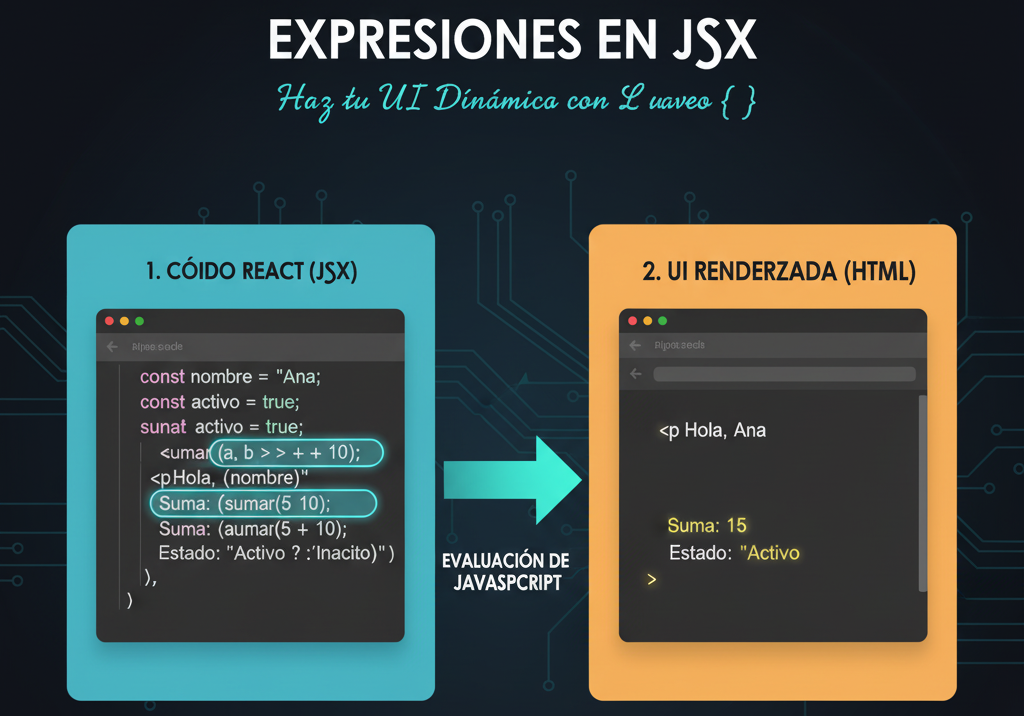 EXPRESIONES EN JSX
Haz tu UI Dínámica con L uaveo { }
1. CÓIDO REACT (JSX)
const nombre = "Ana;
const activo = true;
sunat activo = true;
<umar (a, b > > + + 10);
<pHola, (nombre)"
Suma: (sumar(5 10);
Suma: (aumar(5 + 10);
Estado: "Activo ? :'Inacito)")
),
)
EVALUACIÓN DE
JAVASPCRIPT
2. UI RENDERZADA (HTML)
<p Hola, Ana
Suma: 15
Estado: "Activo
>